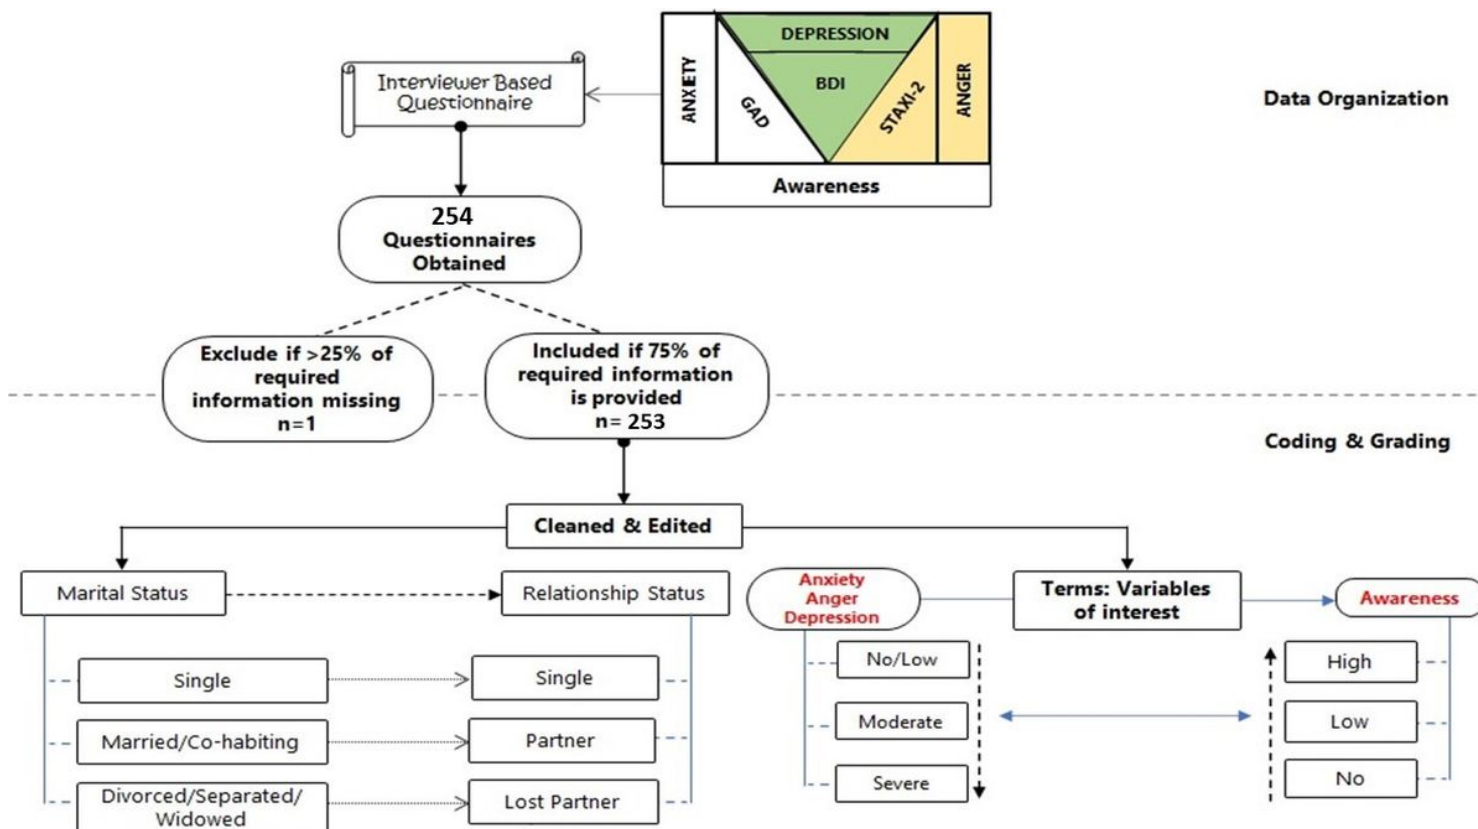 DEPRESSION
BDI
ANXIETY
GAD
STAXI-2
ANGER
Awareness
Interviewer Based
Questionnaire
Data Organization
254
Questionnaires
Obtained
Exclude if >25% of
required
information missing
n=1
Included if 75% of
required information
is provided
n= 253
Coding & Grading
Cleaned & Edited
Marital Status
Relationship Status
Anxiety
Anger
Depression
Terms: Variables
of interest
Awareness
Single
Single
No/Low
High
Married/Co-habiting
Partner
Moderate
Low
Divorced/Separated/
Widowed
Lost Partner
Severe
No